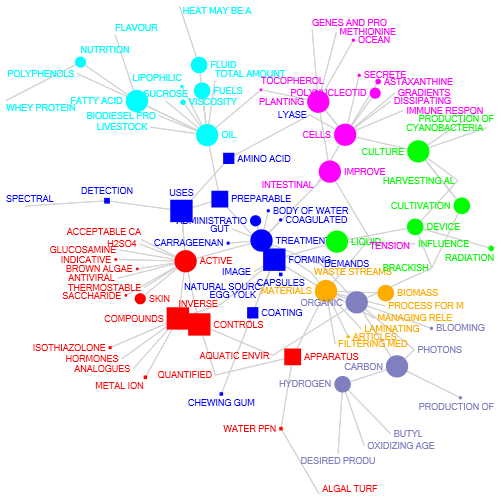 HEAT MAY BE A
GENES AND PRO
FLAVOUR
METHIONINE
OCEAN
NUTRITION
FLUID
POLYPHENOLS
LIPOPHILIC
TOTAL AMOUNT
SECRETE
TOCOPHEROL
ASTAXANTHINE
SUCROSE
FUELS
POLYNUCLEOTID
GRADIENTS
WHEY PROTEIN
FATTY ACID
VISCOSITY
PLANTING
DISSIPATING
BIODIESEL PRO
LYASE
IMMUNE RESPON
PRODUCTION OF
LIVESTOCK
OIL
CELLS
CYANOBACTERIA
AMINO ACID
CULTURE
IMPROVE
INTESTINAL
HARVESTING AL
DETECTION
USES
SPECTRAL
PREPARABLE
CULTIVATION
BODY OF WATER
ADMINISTRATIO
COAGULATED
GUT
DEVICE
ACCEPTABLE CA
CARRAGEENAN
TREATMENT
LIQUID
TENSION
INFLUENCE
H2SO4
GLUCOSAMINE
RADIATION
INDICATIVE
ACTIVE
FORMING
DEMANDS
BROWN ALGAE
IMAGE
WASTE STREAMS
BRACKISH
ANTIVIRAL
CAPSULES
THERMOSTABLE
NATURAL SOURC
MATERIALS
BIOMASS
SACCHARIDE
SKIN
EGG YOLK
INVERSE
ORGANIC
PROCESS FOR M
COMPOUNDS
CONTROLS
COATING
MANAGING RELE
LAMINATING
BLOOMING
ARTICLES
FILTERING MED
ISOTHIAZOLONE
PHOTONS
HORMONES
AQUATIC ENVIR
APPARATUS
ANALOGUES
QUANTIFIED
CARBON
METAL ION
HYDROGEN
CHEWING GUM
PRODUCTION OF
WATER PFN
BUTYL
OXIDIZING AGE
DESIRED PRODU
ALGAL TURF